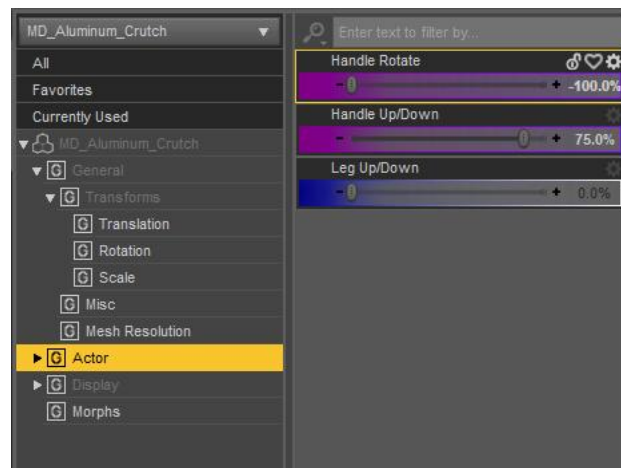 MD_Aluminum_Crutch
All
Favorites
Currently Used
MD_Aluminum_Crutch
G General
G Transforms
G Translation
G Rotation
G Scale
G Misc
G Mesh Resolution
G Actor
G Display
G Morphs
Enter text to filter by...
Handle Rotate
- + -100.0%
Handle Up/Down
- + 75.0%
Leg Up/Down
- + 0.0%